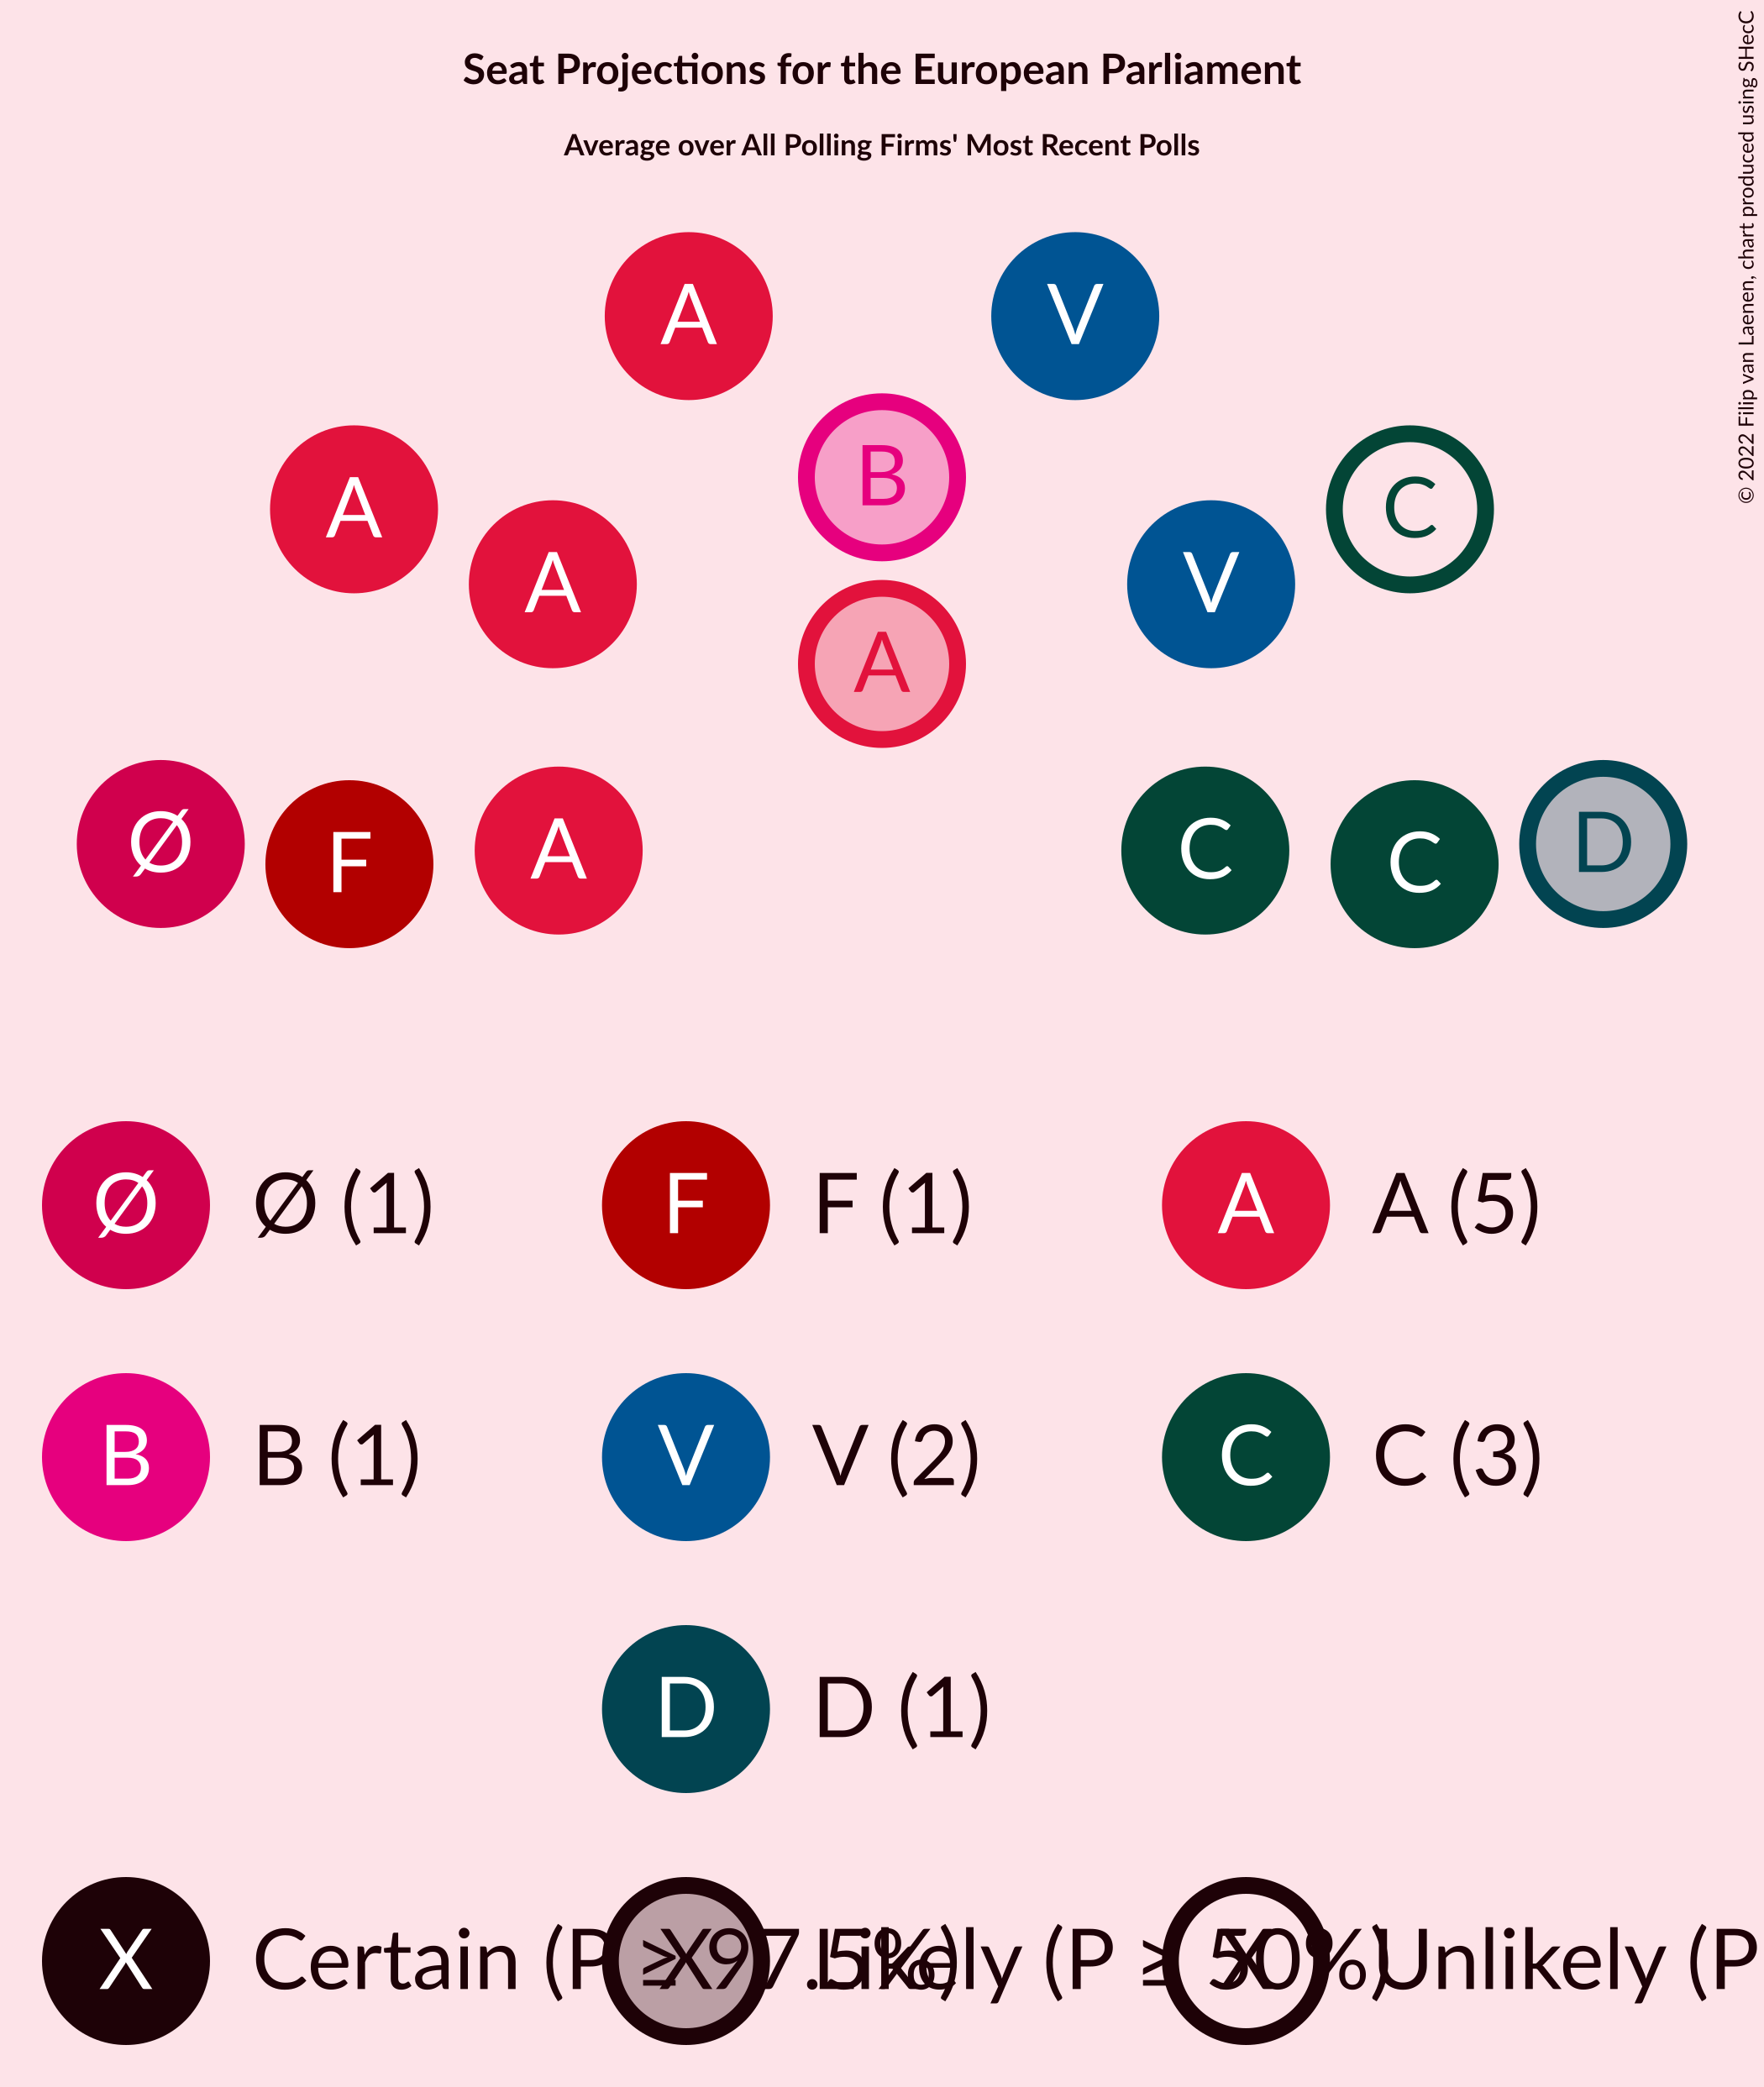 Seat Projections for the European Parliament
Average over All Polling Firms' Most Recent Polls
© 2022 Filip van Laenen, chart produced using SHecC
A
V
B
A
C
A
V
A
Ø
F
A
C
C
D
Ø Ø (1)
F F (1)
A A (5)
B B (1)
V V (2)
C C (3)
D D (1)
X Certain (P ≥ 97.5%)
X Likely (P ≥ 50%)
X Unlikely (P